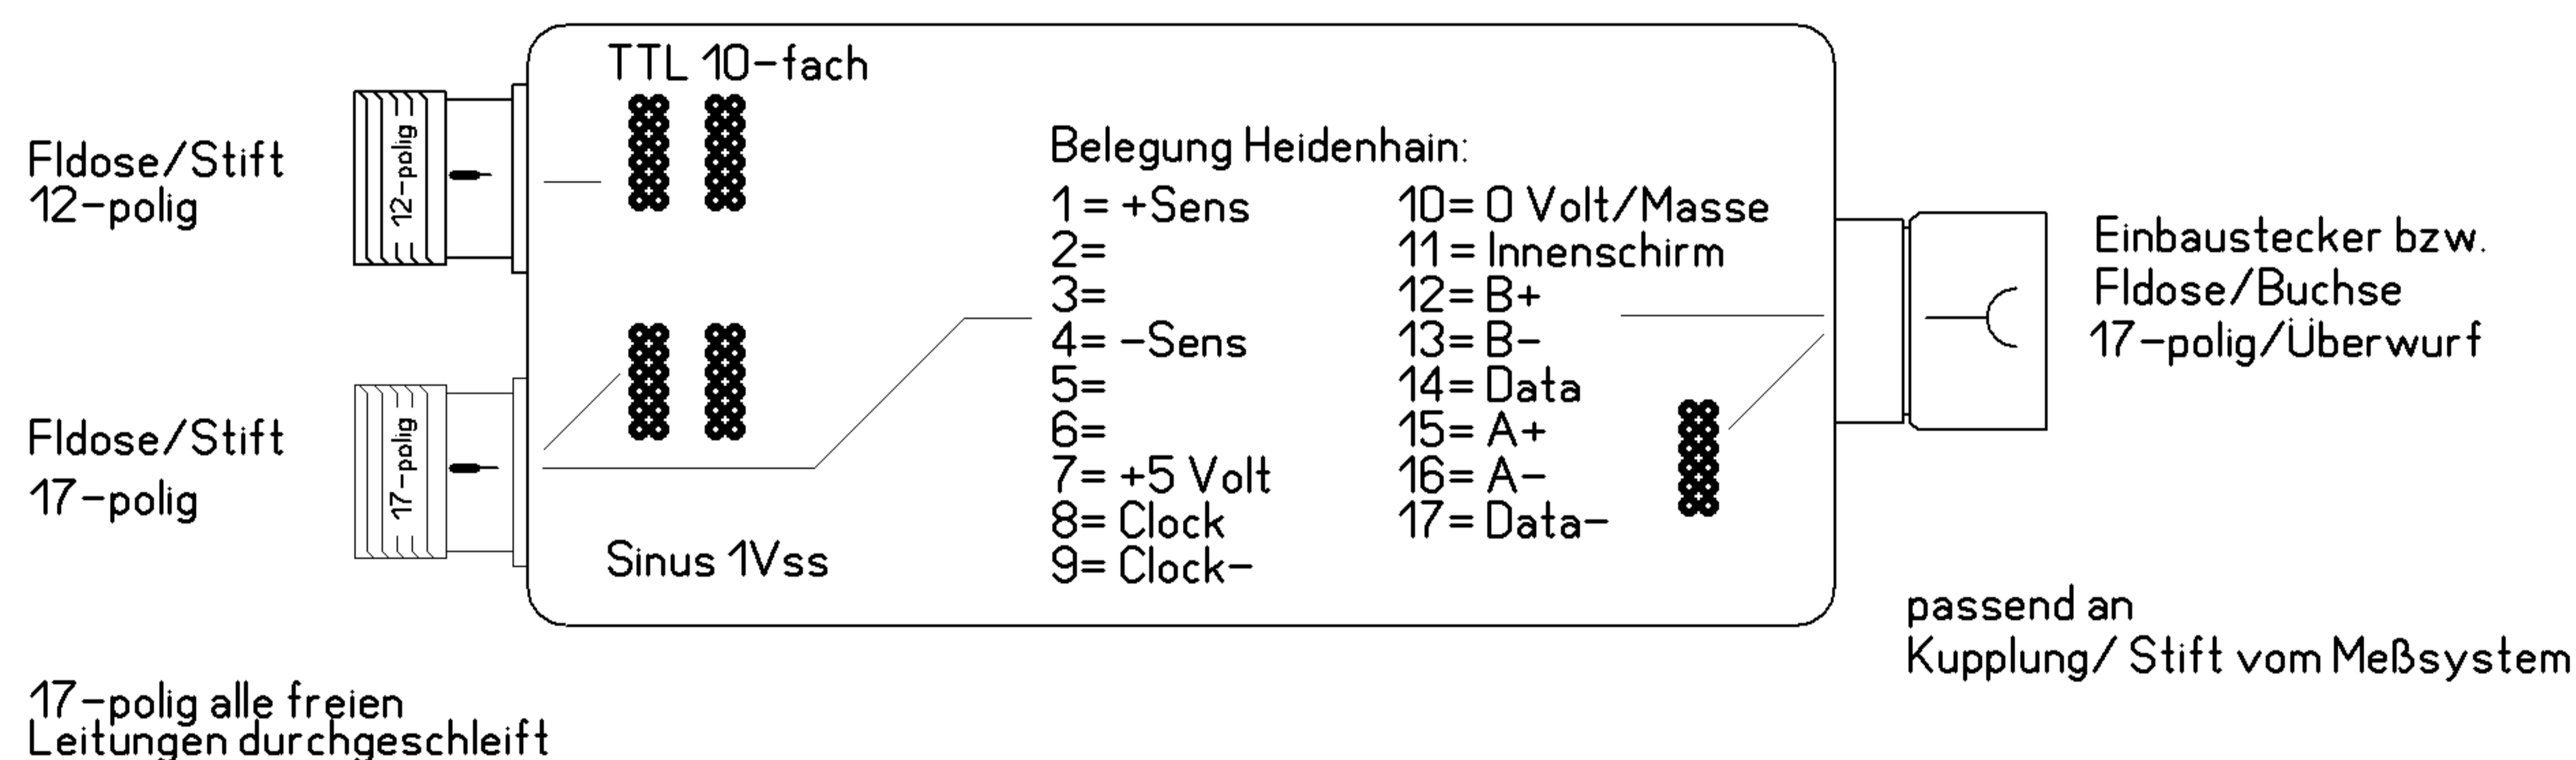 TTL 10-fach
12-polig
Fldose/Stift
12-polig
17-polig
Fldose/Stift
17-polig
Sinus 1Vss
Belegung Heidenhain:
1= +Sens
2=
3=
4= -Sens
5=
6=
7= +5 Volt
8= Clock
9= Clock-
10= 0 Volt/Masse
11= Innenschirm
12= B+
13= B-
14= Data
15= A+
16= A-
17= Data-
Einbaustecker bzw.
Fldose/Buchse
17-polig/Überwurf
passend an
Kupplung/ Stift vom Meßsystem
17-polig alle freien
Leitungen durchgeschleift